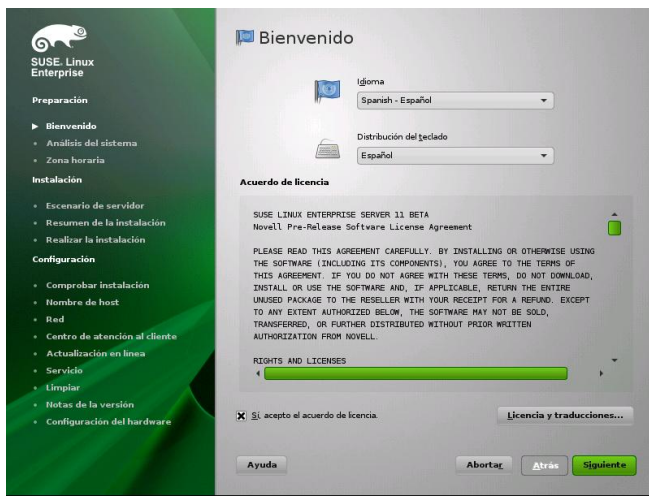 SUSE. Linux
Enterprise
Preparación
Bienvenido
Análisis del sistema
Zona horaria
Instalación
Escenario de servidor
Resumen de la instalación
Realizar la instalación
Configuración
Comprobar instalación
Nombre de host
Red
Centro de atención al cliente
Actualización en línea
Servicio
Limpiar
Notas de la versión
Configuración del hardware
Bienvenido
Idioma
Spanish - Español
Distribución del teclado
Español
Acuerdo de licencia
SUSE LINUX ENTERPRISE SERVER 11 BETA
Novell Pre-Release Software License Agreement
PLEASE READ THIS AGREEMENT CAREFULLY. BY INSTALLING OR OTHERWISE USING
THE SOFTWARE (INCLUDING ITS COMPONENTS), YOU AGREE TO THE TERMS OF
THIS AGREEMENT. IF YOU DO NOT AGREE WITH THESE TERMS, DO NOT DOWNLOAD,
INSTALL OR USE THE SOFTWARE AND, IF APPLICABLE, RETURN THE ENTIRE
UNUSED PACKAGE TO THE RESELLER WITH YOUR RECEIPT FOR A REFUND. EXCEPT
TO ANY EXTENT AUTHORIZED BELOW, THE SOFTWARE MAY NOT BE SOLD,
TRANSFERRED, OR FURTHER DISTRIBUTED WITHOUT PRIOR WRITTEN
AUTHORIZATION FROM NOVELL.
RIGHTS AND LICENSES
Sí, acepto el acuerdo de licencia.
Licencia y traducciones...
Ayuda
Abortar
Atrás
Siguiente